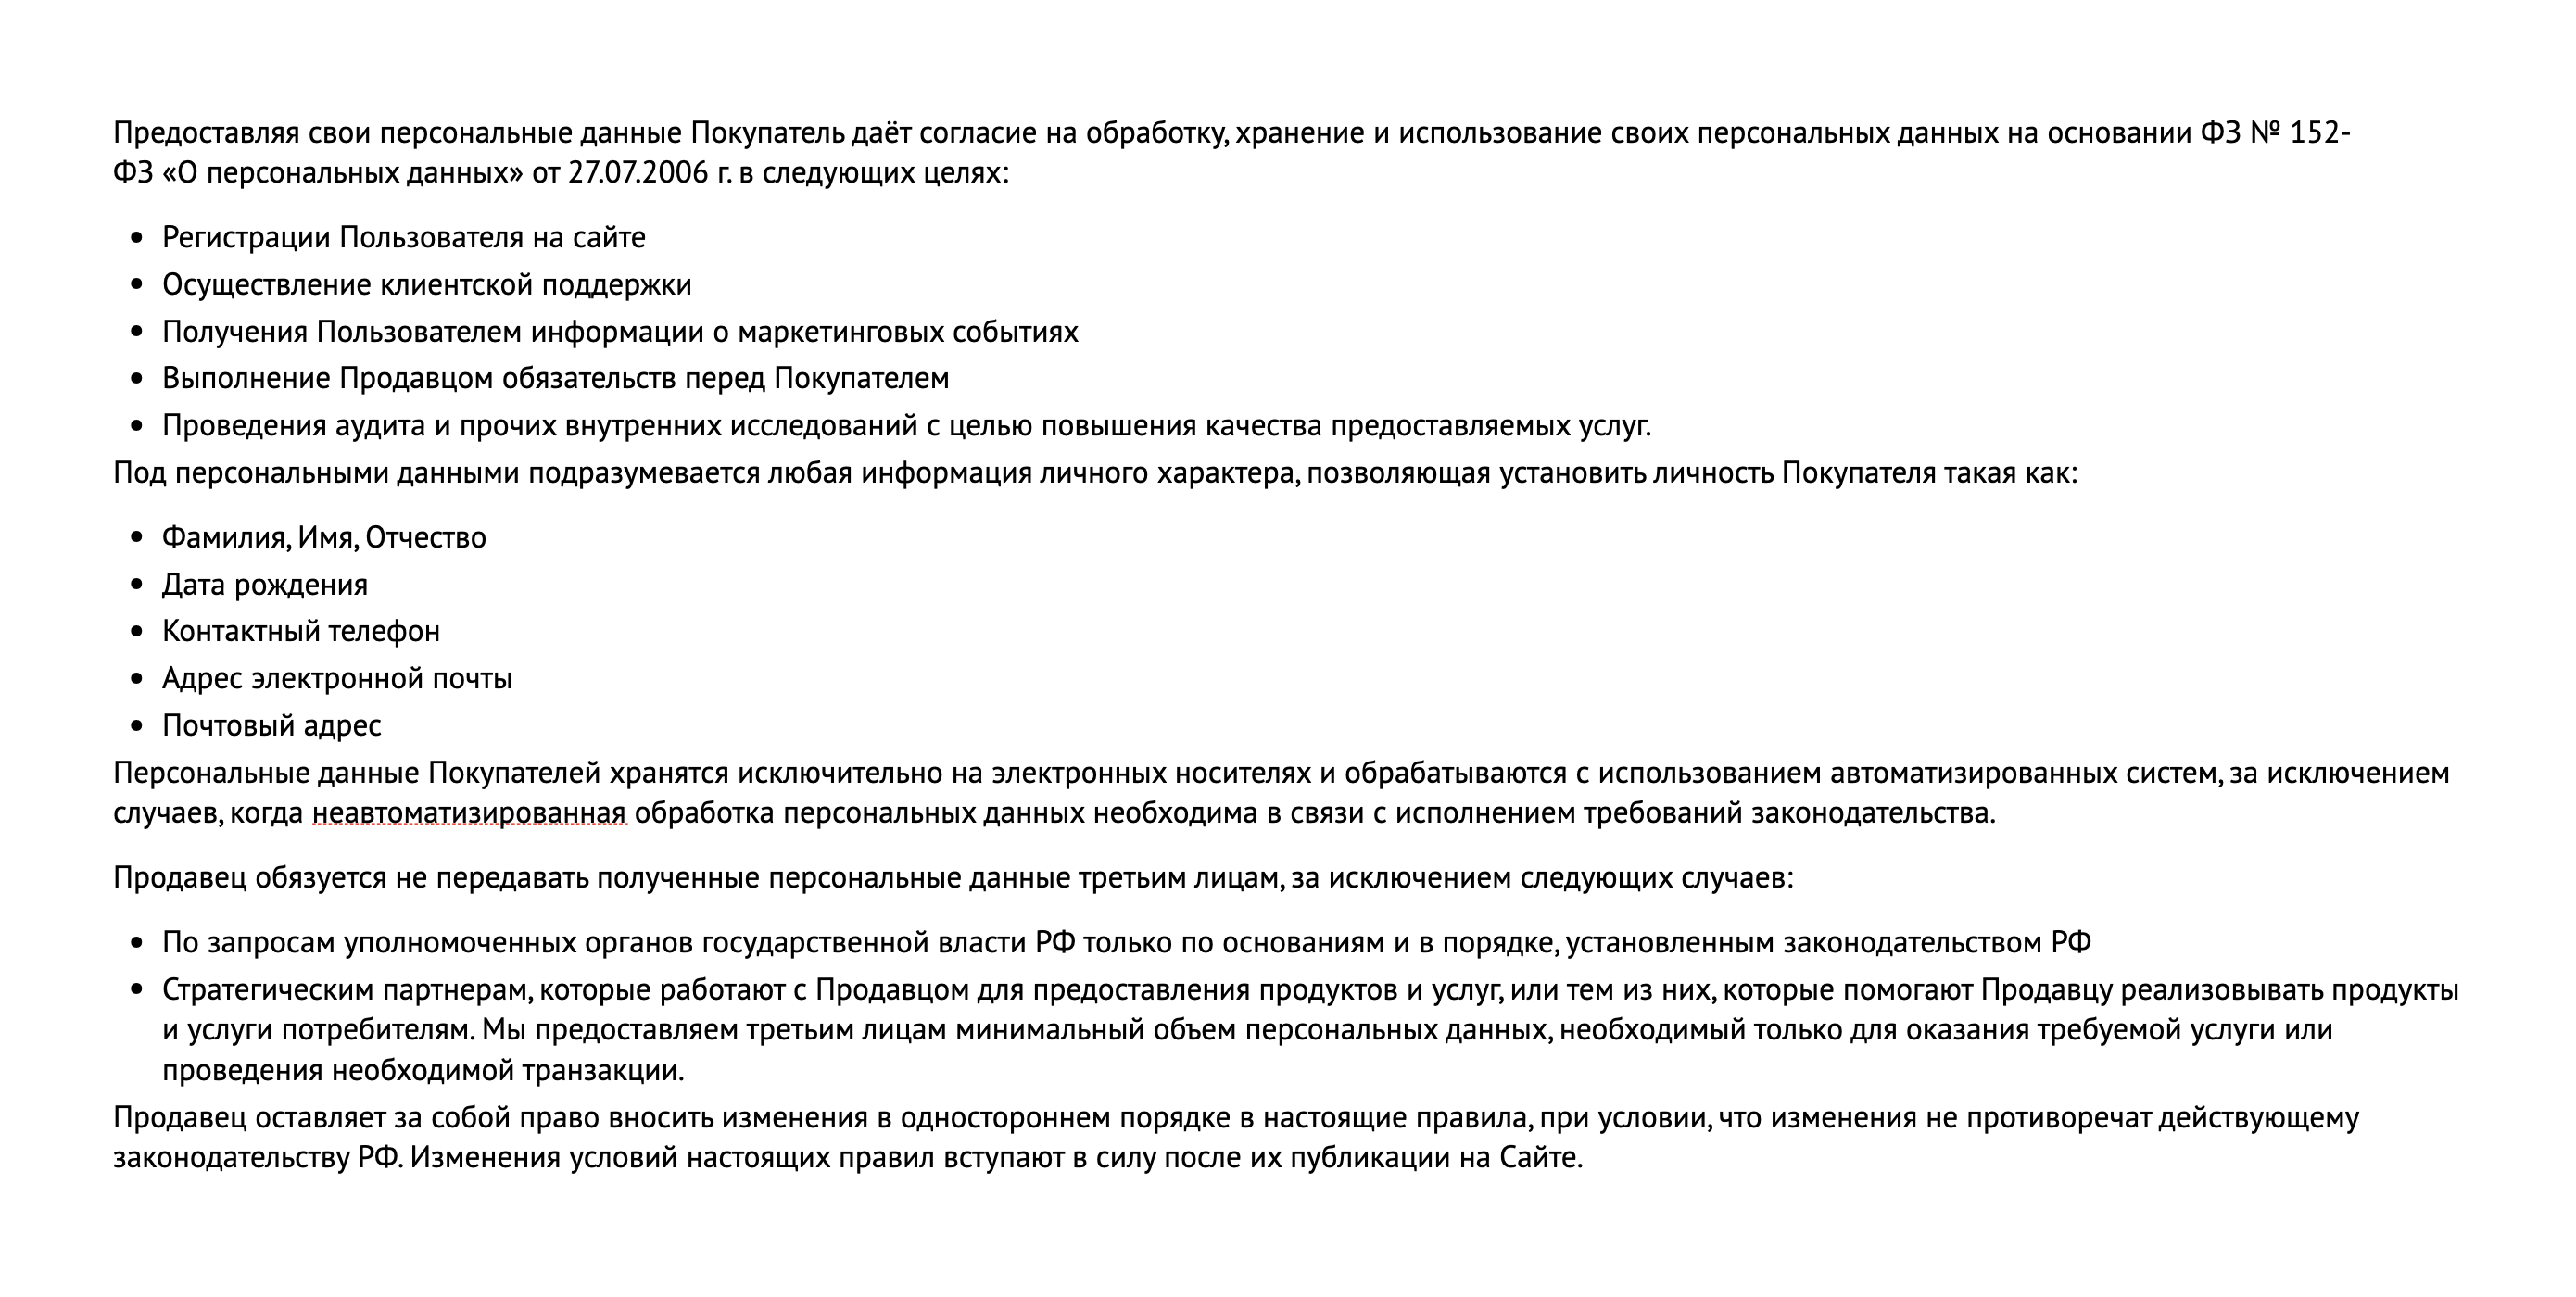 Предоставляя свои персональные данные Покупатель даёт согласие на обработку, хранение и использование своих персональных данных на основании ФЗ № 152-
ФЗ «О персональных данных» от 27.07.2006 г. в следующих целях:
• Регистрации Пользователя на сайте
• Осуществление клиентской поддержки
• Получения Пользователем информации о маркетинговых событиях
• Выполнение Продавцом обязательств перед Покупателем
• Проведения аудита и прочих внутренних исследований с целью повышения качества предоставляемых услуг.
Под персональными данными подразумевается любая информация личного характера, позволяющая установить личность Покупателя такая как:
• Фамилия, Имя, Отчество
• Дата рождения
• Контактный телефон
• Адрес электронной почты
• Почтовый адрес
Персональные данные Покупателей хранятся исключительно на электронных носителях и обрабатываются с использованием автоматизированных систем, за исключением
случаев, когда неавтоматизированная обработка персональных данных необходима в связи с исполнением требований законодательства.
Продавец обязуется не передавать полученные персональные данные третьим лицам, за исключением следующих случаев:
• По запросам уполномоченных органов государственной власти РФ только по основаниям и в порядке, установленным законодательством РФ
• Стратегическим партнерам, которые работают с Продавцом для предоставления продуктов и услуг, или тем из них, которые помогают Продавцу реализовывать продукты
и услуги потребителям. Мы предоставляем третьим лицам минимальный объем персональных данных, необходимый только для оказания требуемой услуги или
проведения необходимой транзакции.
Продавец оставляет за собой право вносить изменения в одностороннем порядке в настоящие правила, при условии, что изменения не противоречат действующему
законодательству РФ. Изменения условий настоящих правил вступают в силу после их публикации на Сайте.